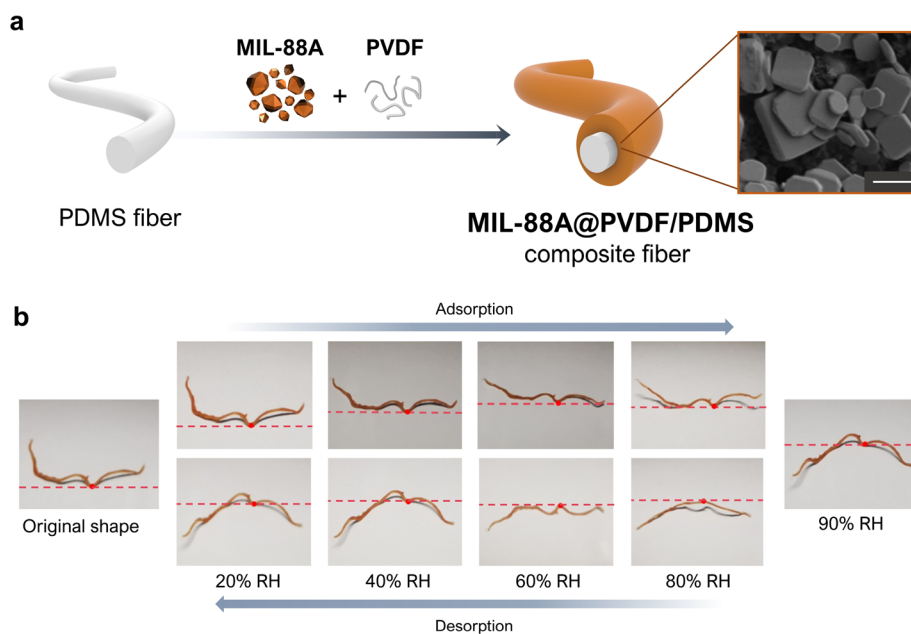 a
MIL-88A
PVDF
+
PDMS fiber
MIL-88A@PVDF/PDMS
composite fiber
b
Adsorption
Original shape
20% RH
40% RH
60% RH
80% RH
90% RH
Desorption